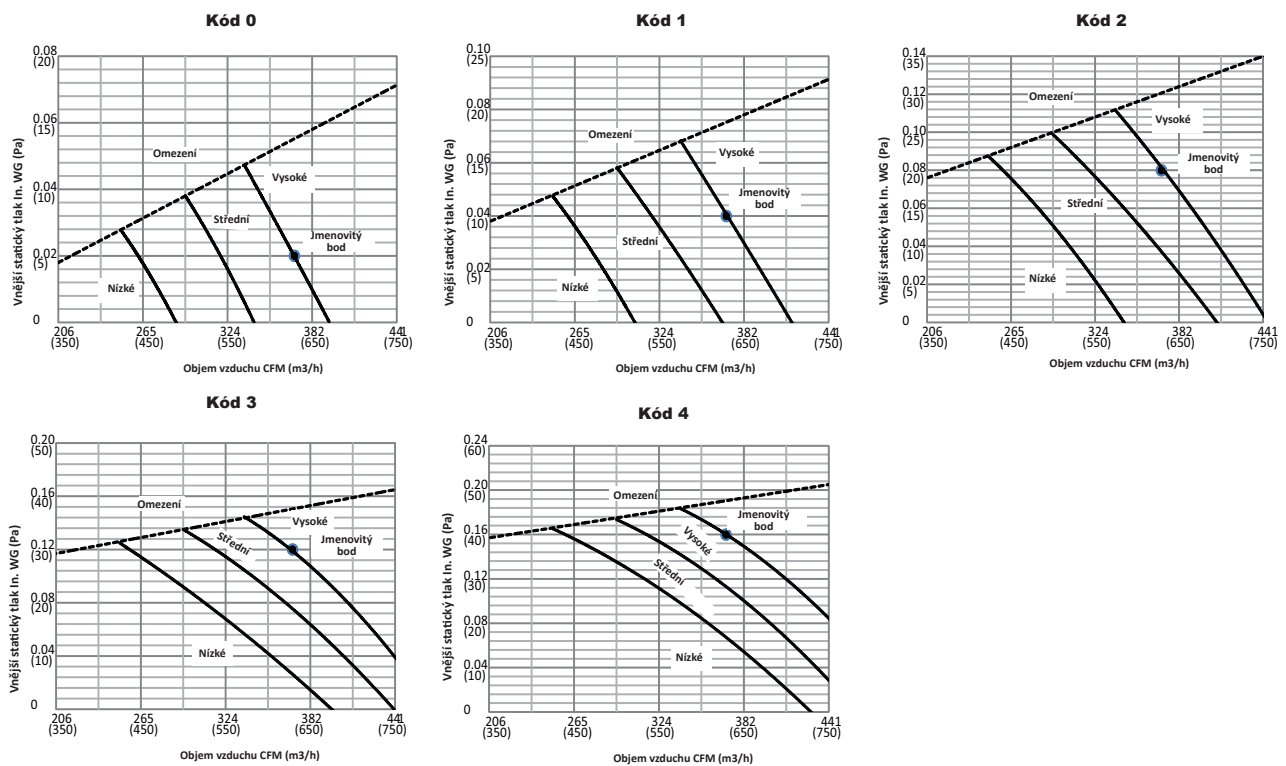 Kód 0
0.08
(20)
0.06
(15)
0.04
(10)
0.02
(5)
0
Vnější statický tlak In. WG (Pa)
Omezení
Vysoké
Střední
Jmenovitý
bod
Nízké
206
(350)
265
(450)
324
(550)
382
(650)
441
(750)
Objem vzduchu CFM (m3/h)
Kód 1
0.10
(25)
0.08
(20)
0.06
(15)
0.04
(10)
0.02
(5)
0
Vnější statický tlak In. WG (Pa)
Omezení
Vysoké
Jmenovitý
bod
Střední
Nízké
206
(350)
265
(450)
324
(550)
382
(650)
441
(750)
Objem vzduchu CFM (m3/h)
Kód 2
0.14
(35)
0.12
(30)
0.10
(25)
0.08
(20)
0.06
(15)
0.04
(10)
0.02
(5)
0
Vnější statický tlak In. WG (Pa)
Omezení
Vysoké
Jmenovitý
bod
Střední
Nízké
206
(350)
265
(450)
324
(550)
382
(650)
441
(750)
Objem vzduchu CFM (m3/h)
Kód 3
0.20
(50)
0.16
(40)
0.12
(30)
0.08
(20)
0.04
(10)
0
Vnější statický tlak In. WG (Pa)
Omezení
Vysoké
Střední
Jmenovitý
bod
Nízké
206
(350)
265
(450)
324
(550)
382
(650)
441
(750)
Objem vzduchu CFM (m3/h)
Kód 4
0.24
(60)
0.20
(50)
0.16
(40)
0.12
(30)
0.08
(20)
0.04
(10)
0
Vnější statický tlak In. WG (Pa)
Omezení
Jmenovitý
bod
Vysoké
Střední
Nízké
206
(350)
265
(450)
324
(550)
382
(650)
441
(750)
Objem vzduchu CFM (m3/h)